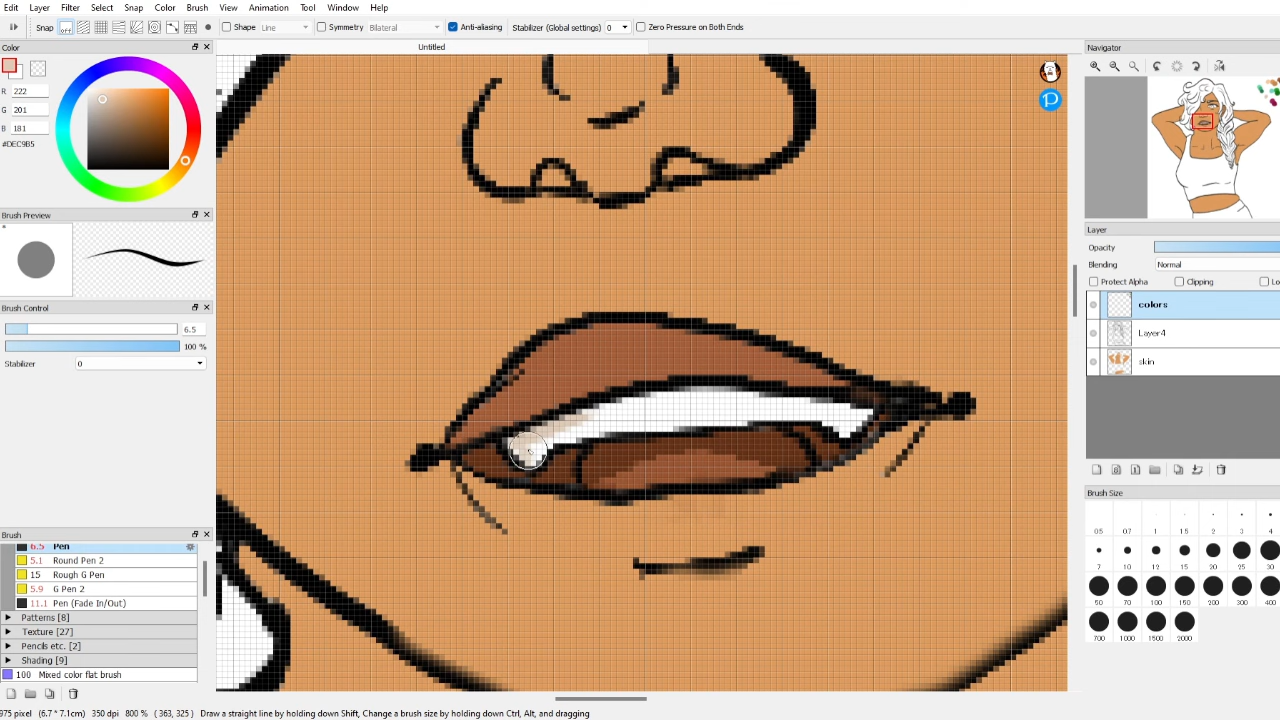 Edit Layer Filter Select Snap Color Brush View Animation Tool Window Help
Snap Shape Line Symmetry Bilateral Anti-aliasing Stabilizer (Global settings) 0 Zero Pressure on Both Ends
Color
Untitled
Navigator
R 222
G 201
B 181
#DEC9B5
Brush Preview
Brush Control
6.5
100 %
Stabilizer 0
Brush
6.5 Pen
5.1 Round Pen 2
15 Rough G Pen
5.9 G Pen 2
11.1 Pen (Fade In/Out)
Patterns [8]
Texture [27]
Pencils etc. [2]
Shading [9]
100 Mixed color flat brush
Layer
Opacity
Blending Normal
Protect Alpha Clipping Lo
colors
Layer4
skin
Brush Size
0.5 0.7 1 1.5 2 2.5 3
7 10 12 15 20 25 30
50 70 100 150 200 300 400
700 1000 1500 2000
975 pixel (6.7 * 7.1cm) 350 dpi 800 % ( 363, 325 ) Draw a straight line by holding down Shift, Change a brush size by holding down Ctrl, Alt, and dragging